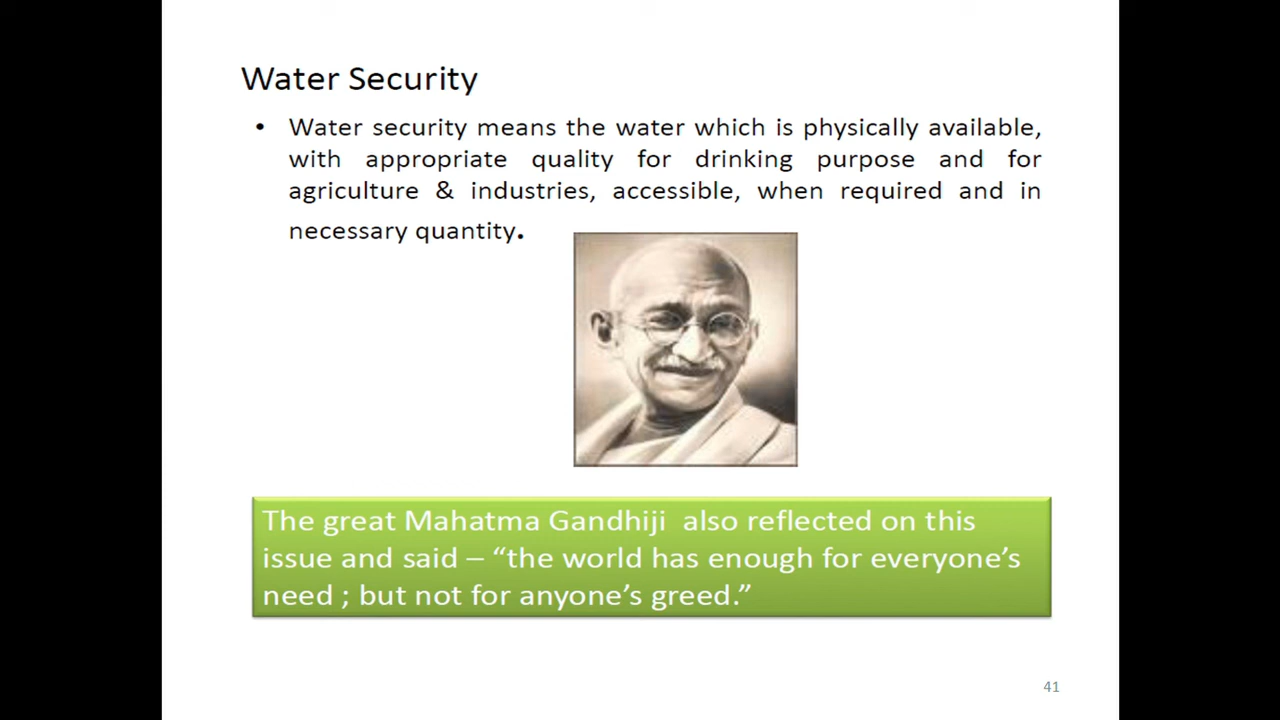 Water Security
• Water security means the water which is physically available,
with appropriate quality for drinking purpose and for
agriculture & industries, accessible, when required and in
necessary quantity.
The great Mahatma Gandhiji also reflected on this
issue and said – “the world has enough for everyone’s
need ; but not for anyone’s greed.”
41